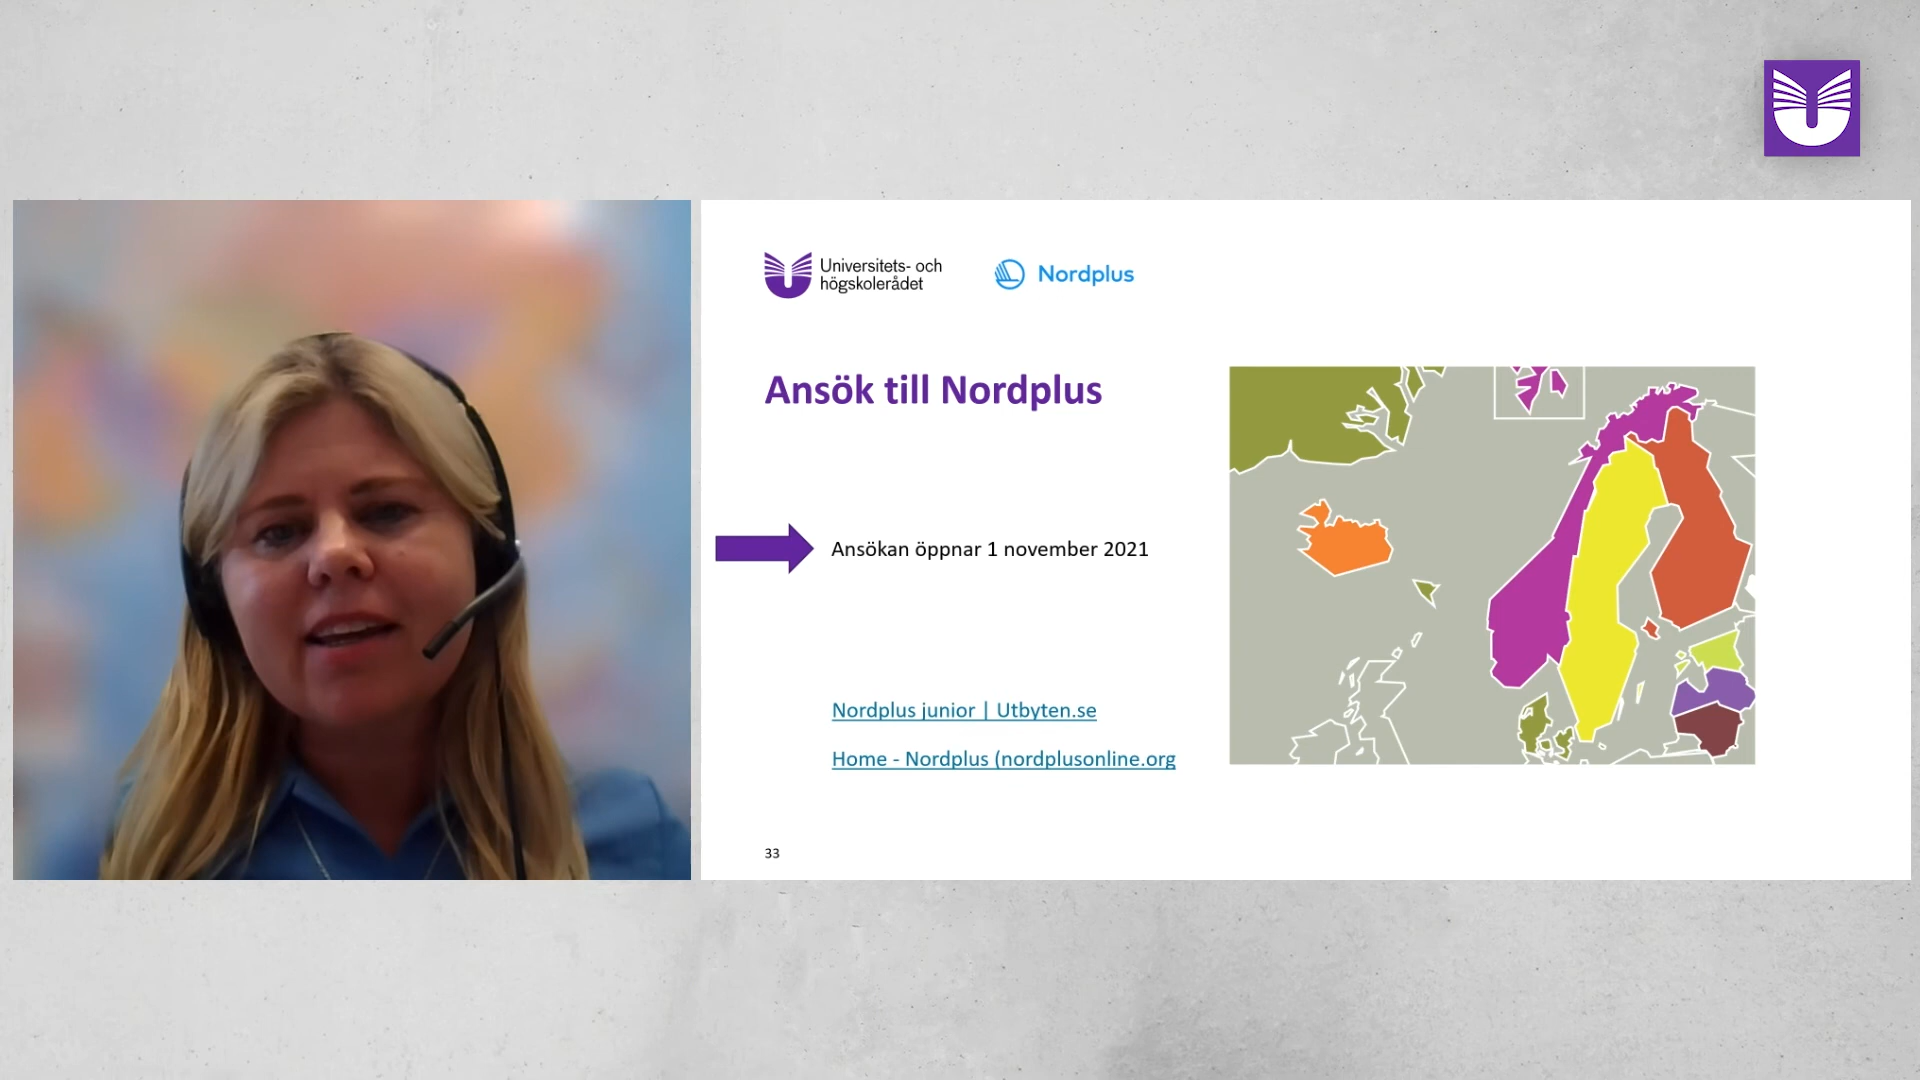 Universitets- och
högskolerådet
Nordplus
Ansök till Nordplus
Ansökan öppnar 1 november 2021
Nordplus junior | Utbyten.se
Home - Nordplus (nordplusonline.org
33